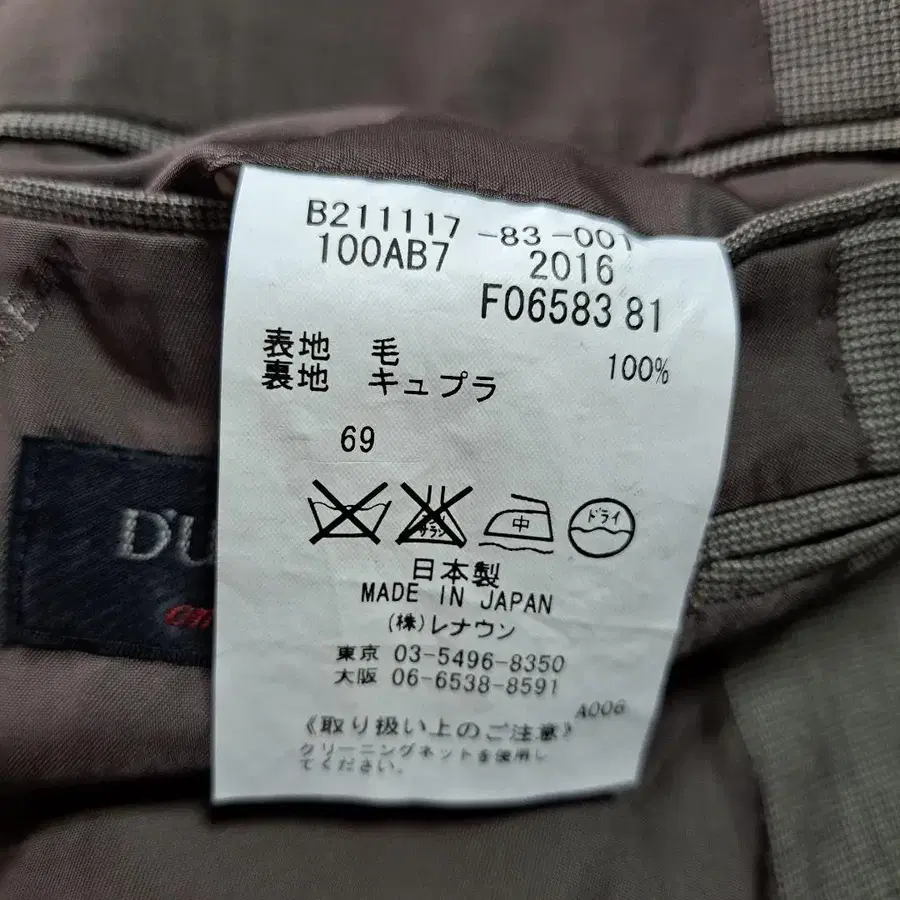 B211117 -83-001
100AB7 2016
F06583 81
表地 毛 100%
裏地 キュプラ
69
中
ドライ
日本製
MADE IN JAPAN
(株)レナウン
東京 03-5496-8350
大阪 06-6538-8591
A006
《取り扱い上のご注意》
クリーニングネットを使用し
てください。
D'U